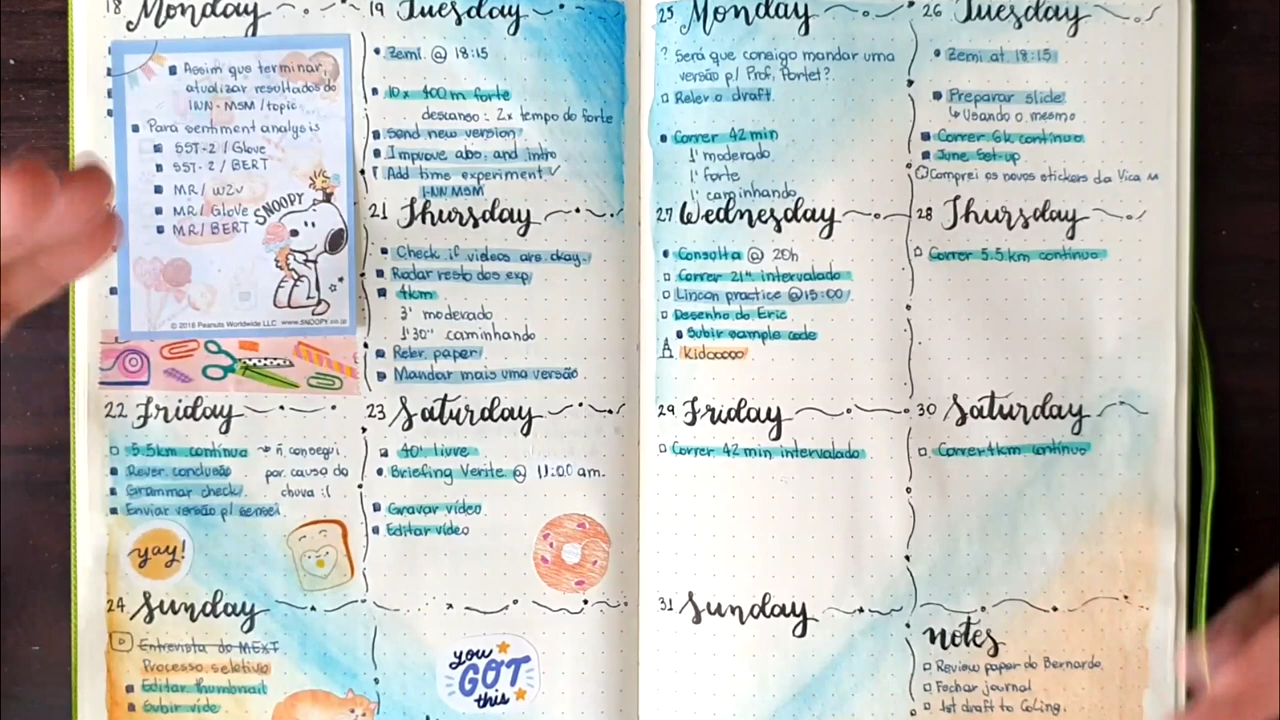 18 Monday
Assim que terminar,
atualizar resultados do
INN-MSM/topic
Para sentiment analysis
SST-2 / Glove
SST-2 / BERT
MR / w2v
MR / Glove
MR / BERT
SNOOPY
© 2016 Peanuts Worldwide LLC www.SNOOPY.co.jp
19 Tuesday
Zemi @ 18:15
10x 400m forte
descanso: 2x tempo do forte
Send new version
Improve abs. and intro
Add time experiment ✓
I-NN MSM
21 Thursday
Check if videos are okay.
Rodar resto dos exp
4km
3' moderado
1'30" caminhando
Reler paper
Mandar mais uma versão
22 Friday
5.5km contínuo → ñ consegui
por causa da
chuva :(
Rever conclusão
Grammar check
Enviar versão p/ sensei
yay!
23 Saturday
40' livre
Briefing Verite @ 11:00 am.
Gravar vídeo
Editar vídeo
24 Sunday
Entrevista do MEXT
Processo seletivo
Editar thumbnail
Subir vídeo
you GOT this
25 Monday
? Será que consigo mandar uma
versão p/ Prof. Portet?
Reler o draft
Correr 42 min
1' moderado
1' forte
1' caminhando
26 Tuesday
Zemi at 18:15
Preparar slide
↳ Usando o mesmo
Correr 6k contínuo
June Set-up
Comprei os novos stickers da Vica
27 Wednesday
Consulta @ 20h
Correr 21" intervalado
Lincon practice @15:00
Desenho do Eric
Subir sample code
Kidooooo
28 Thursday
Correr 5.5km contínuo
29 Friday
Correr 42 min intervalado
30 Saturday
Correr 4km contínuo
31 Sunday
notes
Review paper do Bernardo
Fechar journal
1st draft to Coling.